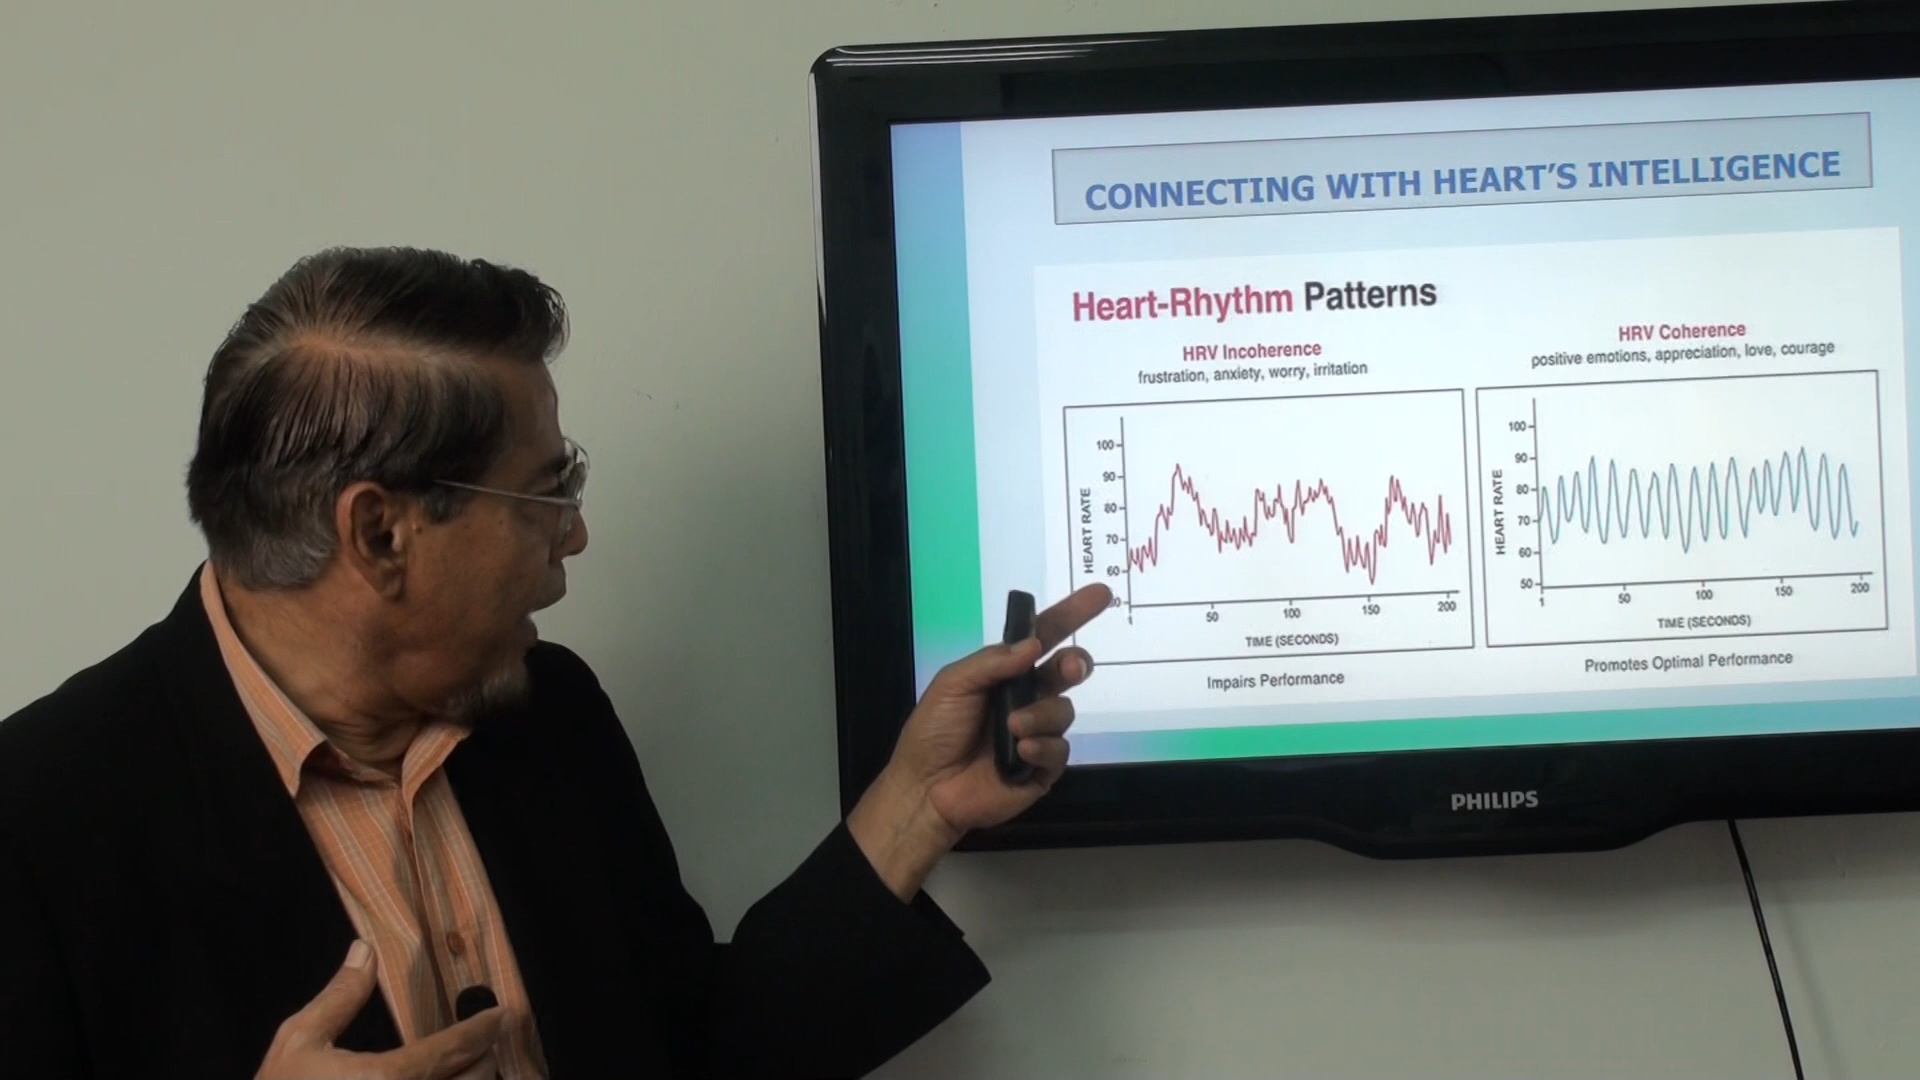 CONNECTING WITH HEART'S INTELLIGENCE
Heart-Rhythm Patterns
HRV Incoherence
frustration, anxiety, worry, irritation
HEART RATE
100
90
80
70
60
1
50
100
150
200
TIME (SECONDS)
Impairs Performance
HRV Coherence
positive emotions, appreciation, love, courage
HEART RATE
100
90
80
70
60
50
1
50
100
150
200
TIME (SECONDS)
Promotes Optimal Performance
PHILIPS